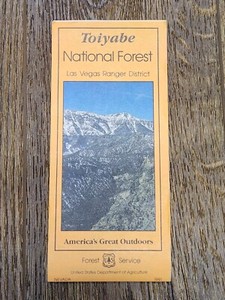 Toiyabe
National Forest
Las Vegas Ranger District
America's Great Outdoors
Forest Service
United States Department of Agriculture